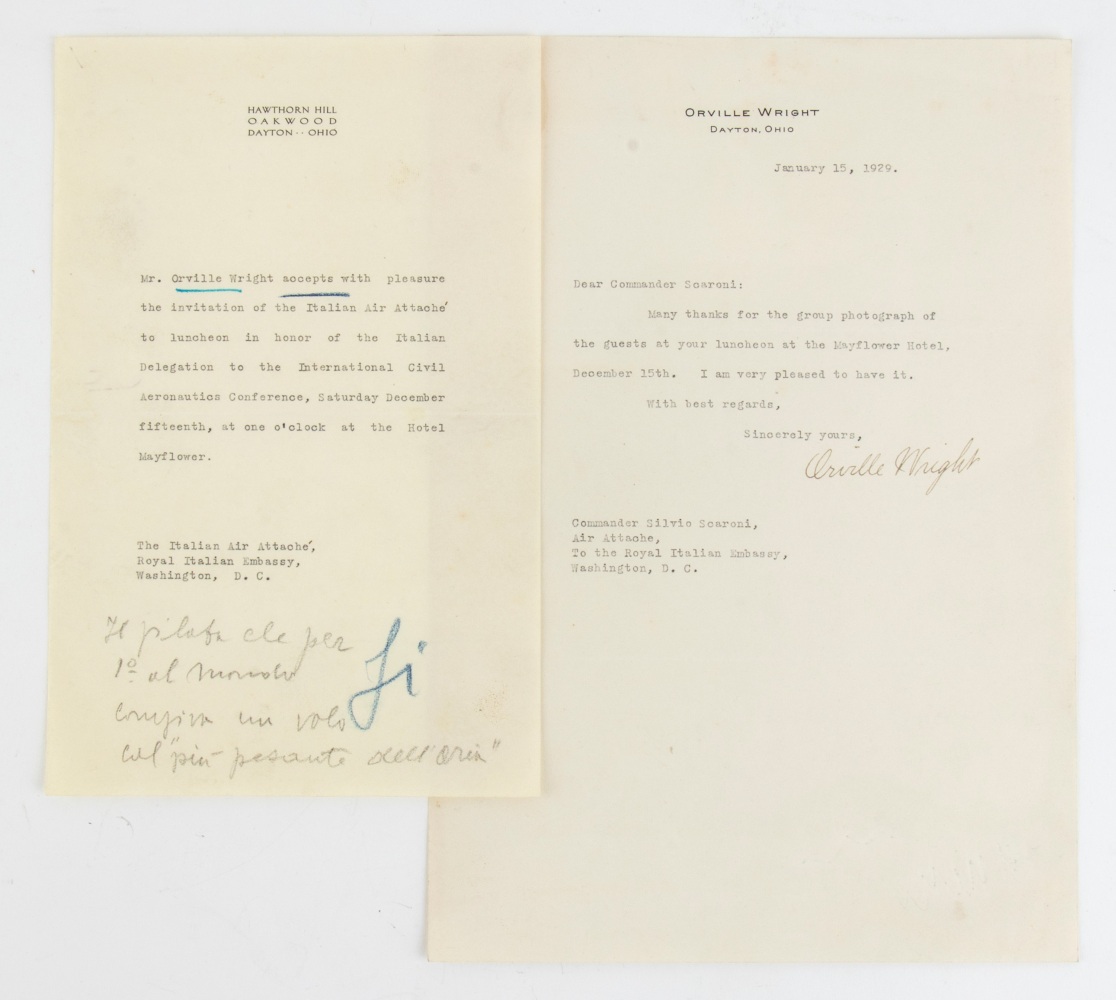 HAWTHORN HILL
OAKWOOD
DAYTON·· OHIO
Mr. Orville Wright accepts with pleasure
the invitation of the Italian Air Attaché
to luncheon in honor of the Italian
Delegation to the International Civil
Aeronautics Conference, Saturday December
fifteenth, at one o'clock at the Hotel
Mayflower.
The Italian Air Attaché,
Royal Italian Embassy,
Washington, D. C.
Il pilota che per
1º al mondo
un volo
col "più pesante dell'aria"
Si
ORVILLE WRIGHT
DAYTON, OHIO
January 15, 1929.
Dear Commander Scaroni:
Many thanks for the group photograph of
the guests at your luncheon at the Mayflower Hotel,
December 15th. I am very pleased to have it.
With best regards,
Sincerely yours,
Orville Wright
Commander Silvio Scaroni,
Air Attache,
To the Royal Italian Embassy,
Washington, D. C.